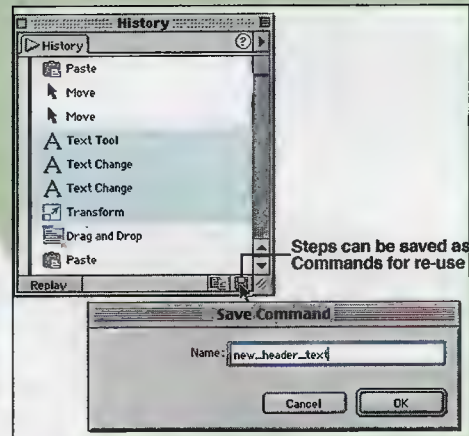 History
History
?
Paste
Move
Move
Text Tool
Text Change
Text Change
Transform
Drag and Drop
Paste
Replay
Steps can be saved as
Commands for re-use
Save Command
Name: new_header_text
Cancel
OK